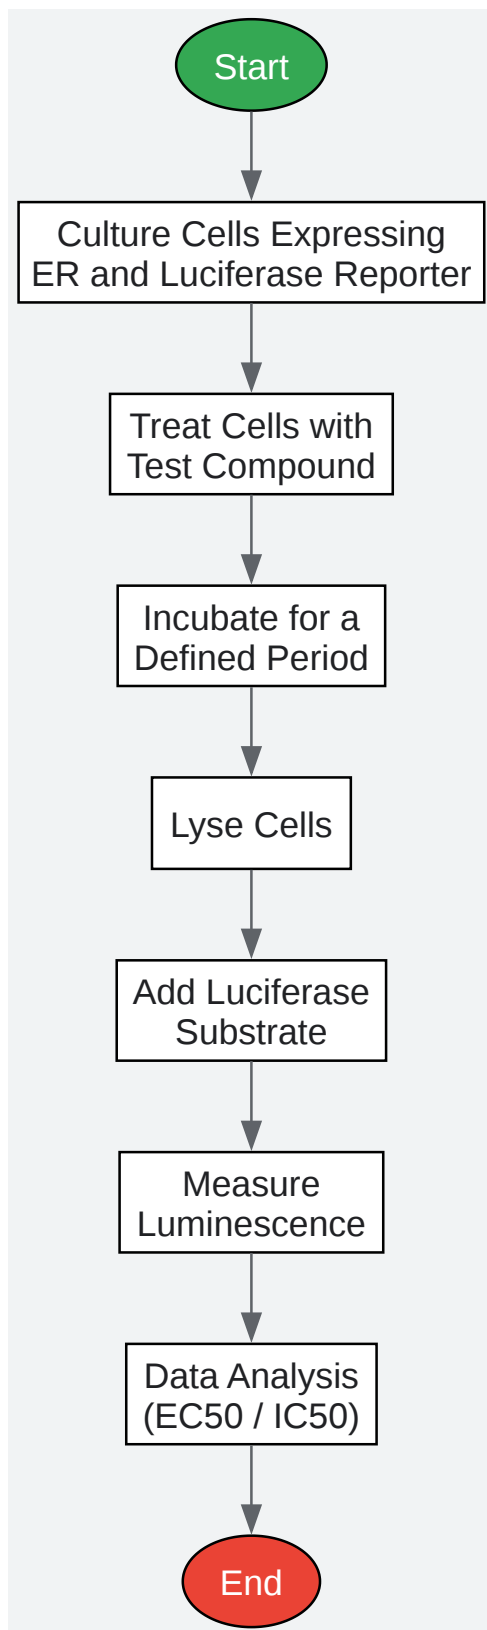 Start
Culture Cells Expressing
ER and Luciferase Reporter
Treat Cells with
Test Compound
Incubate for a
Defined Period
Lyse Cells
Add Luciferase
Substrate
Measure
Luminescence
Data Analysis
(EC50 / IC50)
End